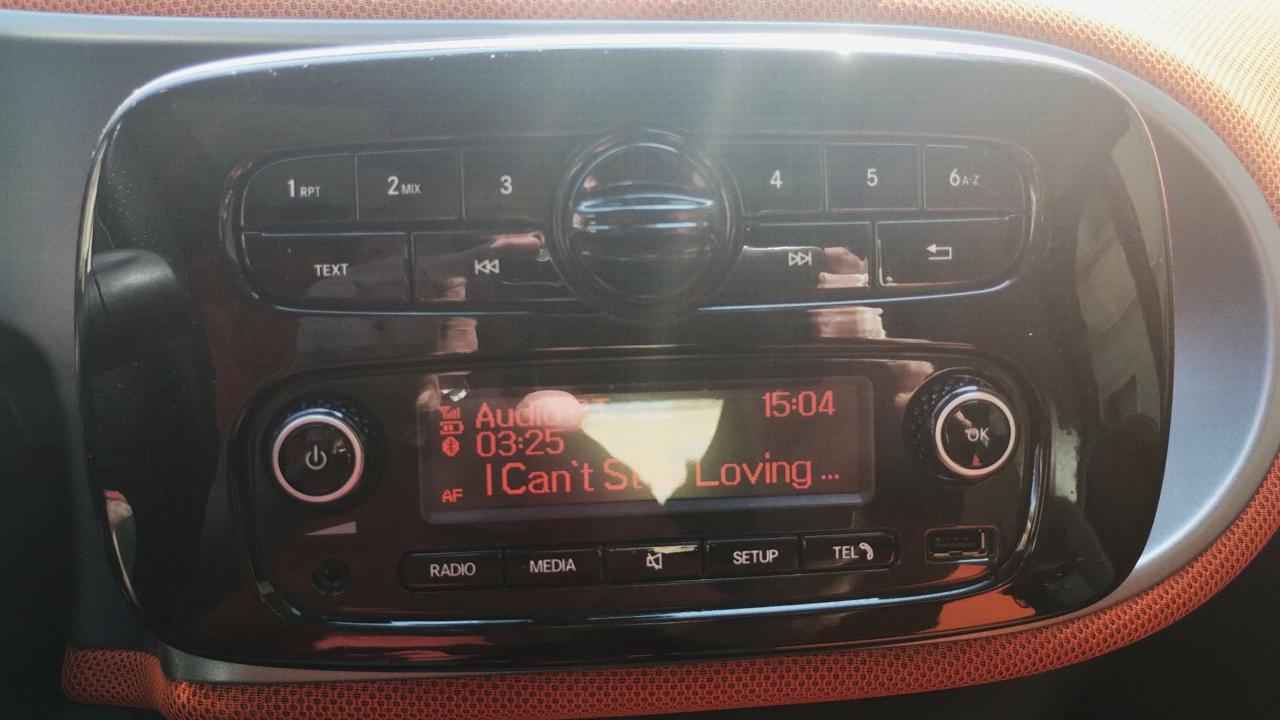 1 RPT 2 MIX 3 4 5 6 A-Z
TEXT
15:04
03:25
I Can't Loving ...
AF
OK
RADIO MEDIA SETUP TEL